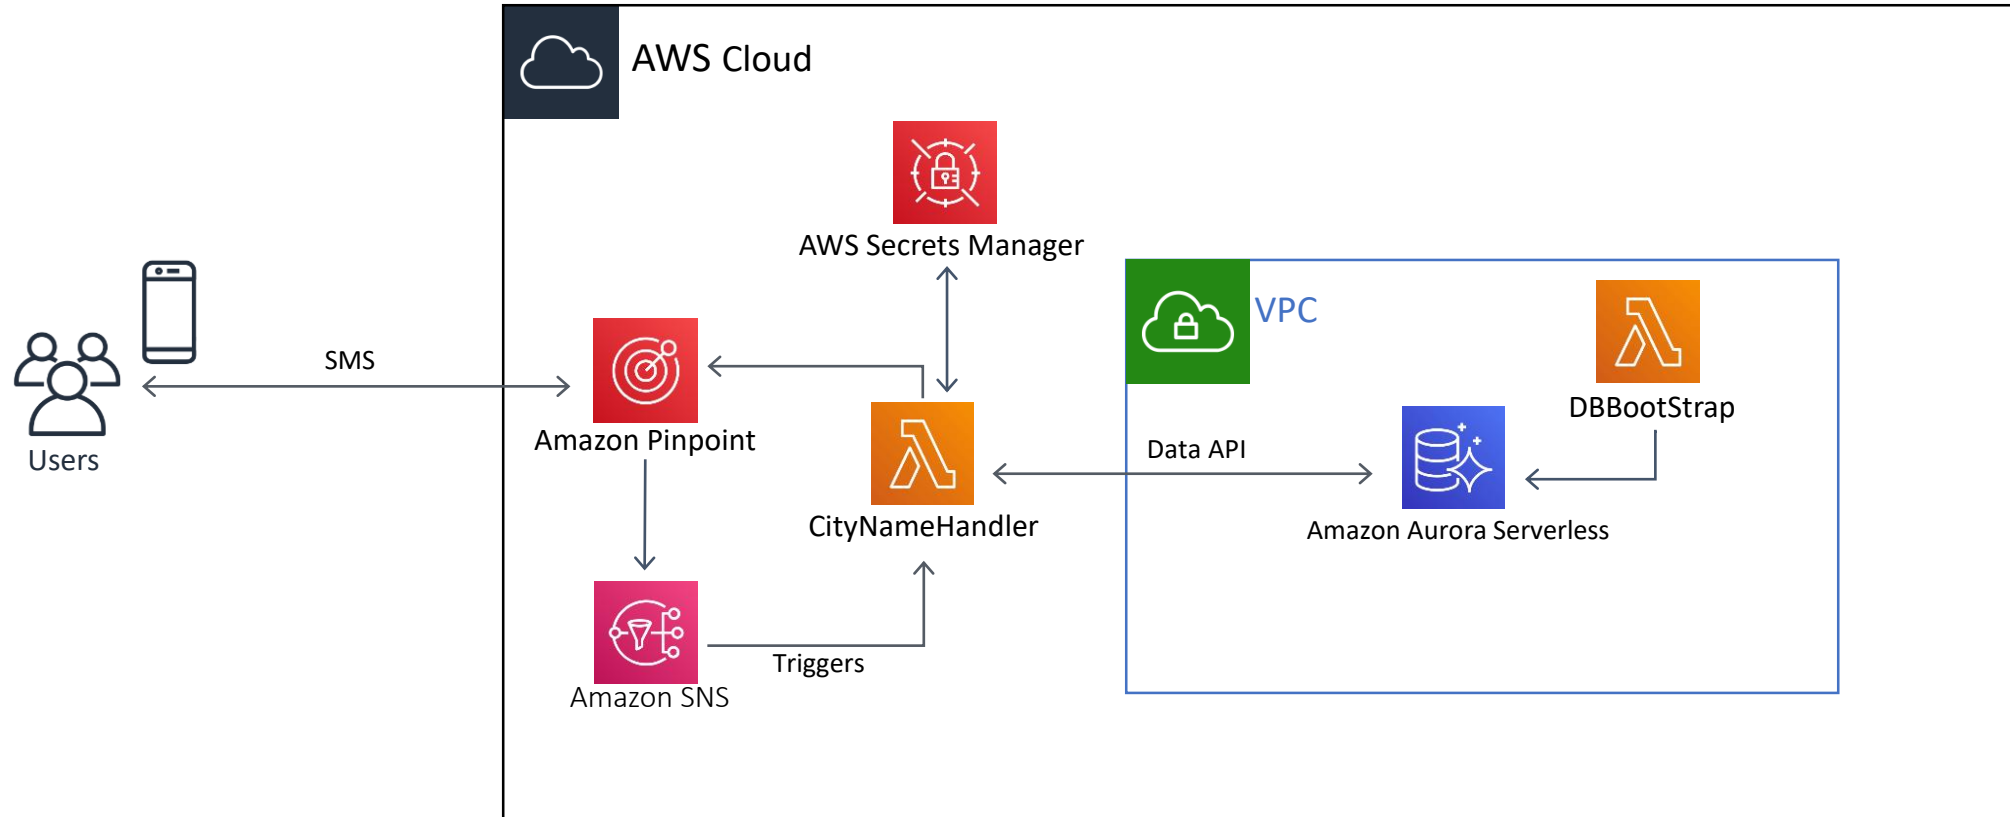 AWS Cloud
AWS Secrets Manager
VPC
SMS
DBBootStrap
Amazon Pinpoint
Users
Data API
CityNameHandler
Amazon Aurora Serverless
Triggers
Amazon SNS